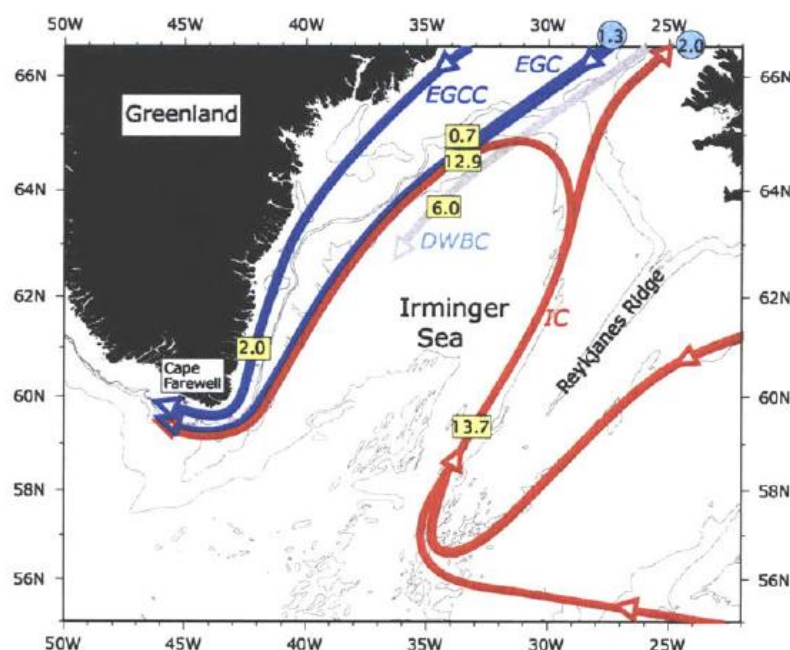 50W 45W 40W 35W 30W 25W
1.3
2.0
66N 66N
EGC
EGCC
Greenland
0.7
12.9
64N 64N
6.0
DWBC
62N 62N
Irminger
Sea
IC
Reykjanes Ridge
2.0
Cape
Farewell
60N 60N
13.7
58N 58N
56N 56N
50W 45W 40W 35W 30W 25W